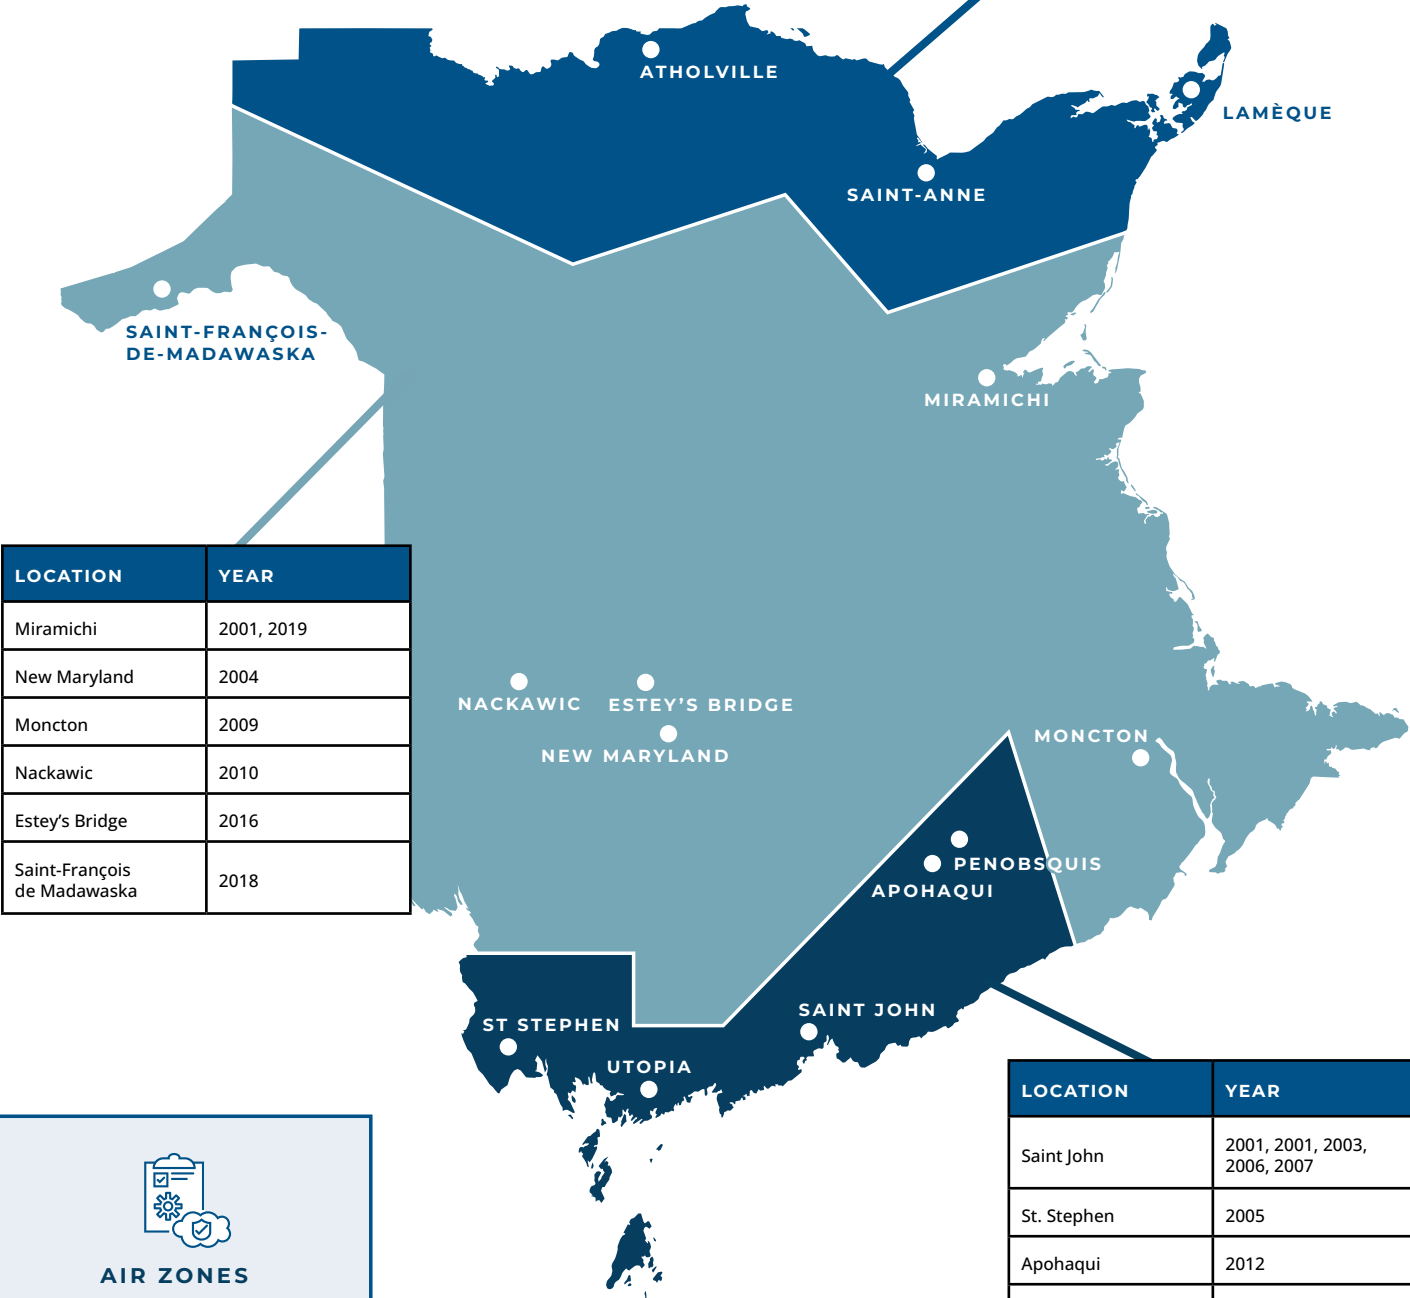 ATHOLVILLE
LAMÈQUE
SAINT-ANNE
SAINT-FRANÇOIS-
DE-MADAWASKA
MIRAMICHI
LOCATION YEAR
Miramichi 2001, 2019
New Maryland 2004
Moncton 2009
Nackawic 2010
Estey’s Bridge 2016
Saint-François
de Madawaska 2018
NACKAWIC ESTEY’S BRIDGE
NEW MARYLAND
MONCTON
PENOBSQUIS
APOHAQUI
SAINT JOHN
ST STEPHEN
UTOPIA
LOCATION YEAR
Saint John 2001, 2001, 2003,
2006, 2007
St. Stephen 2005
Apohaqui 2012
AIR ZONES